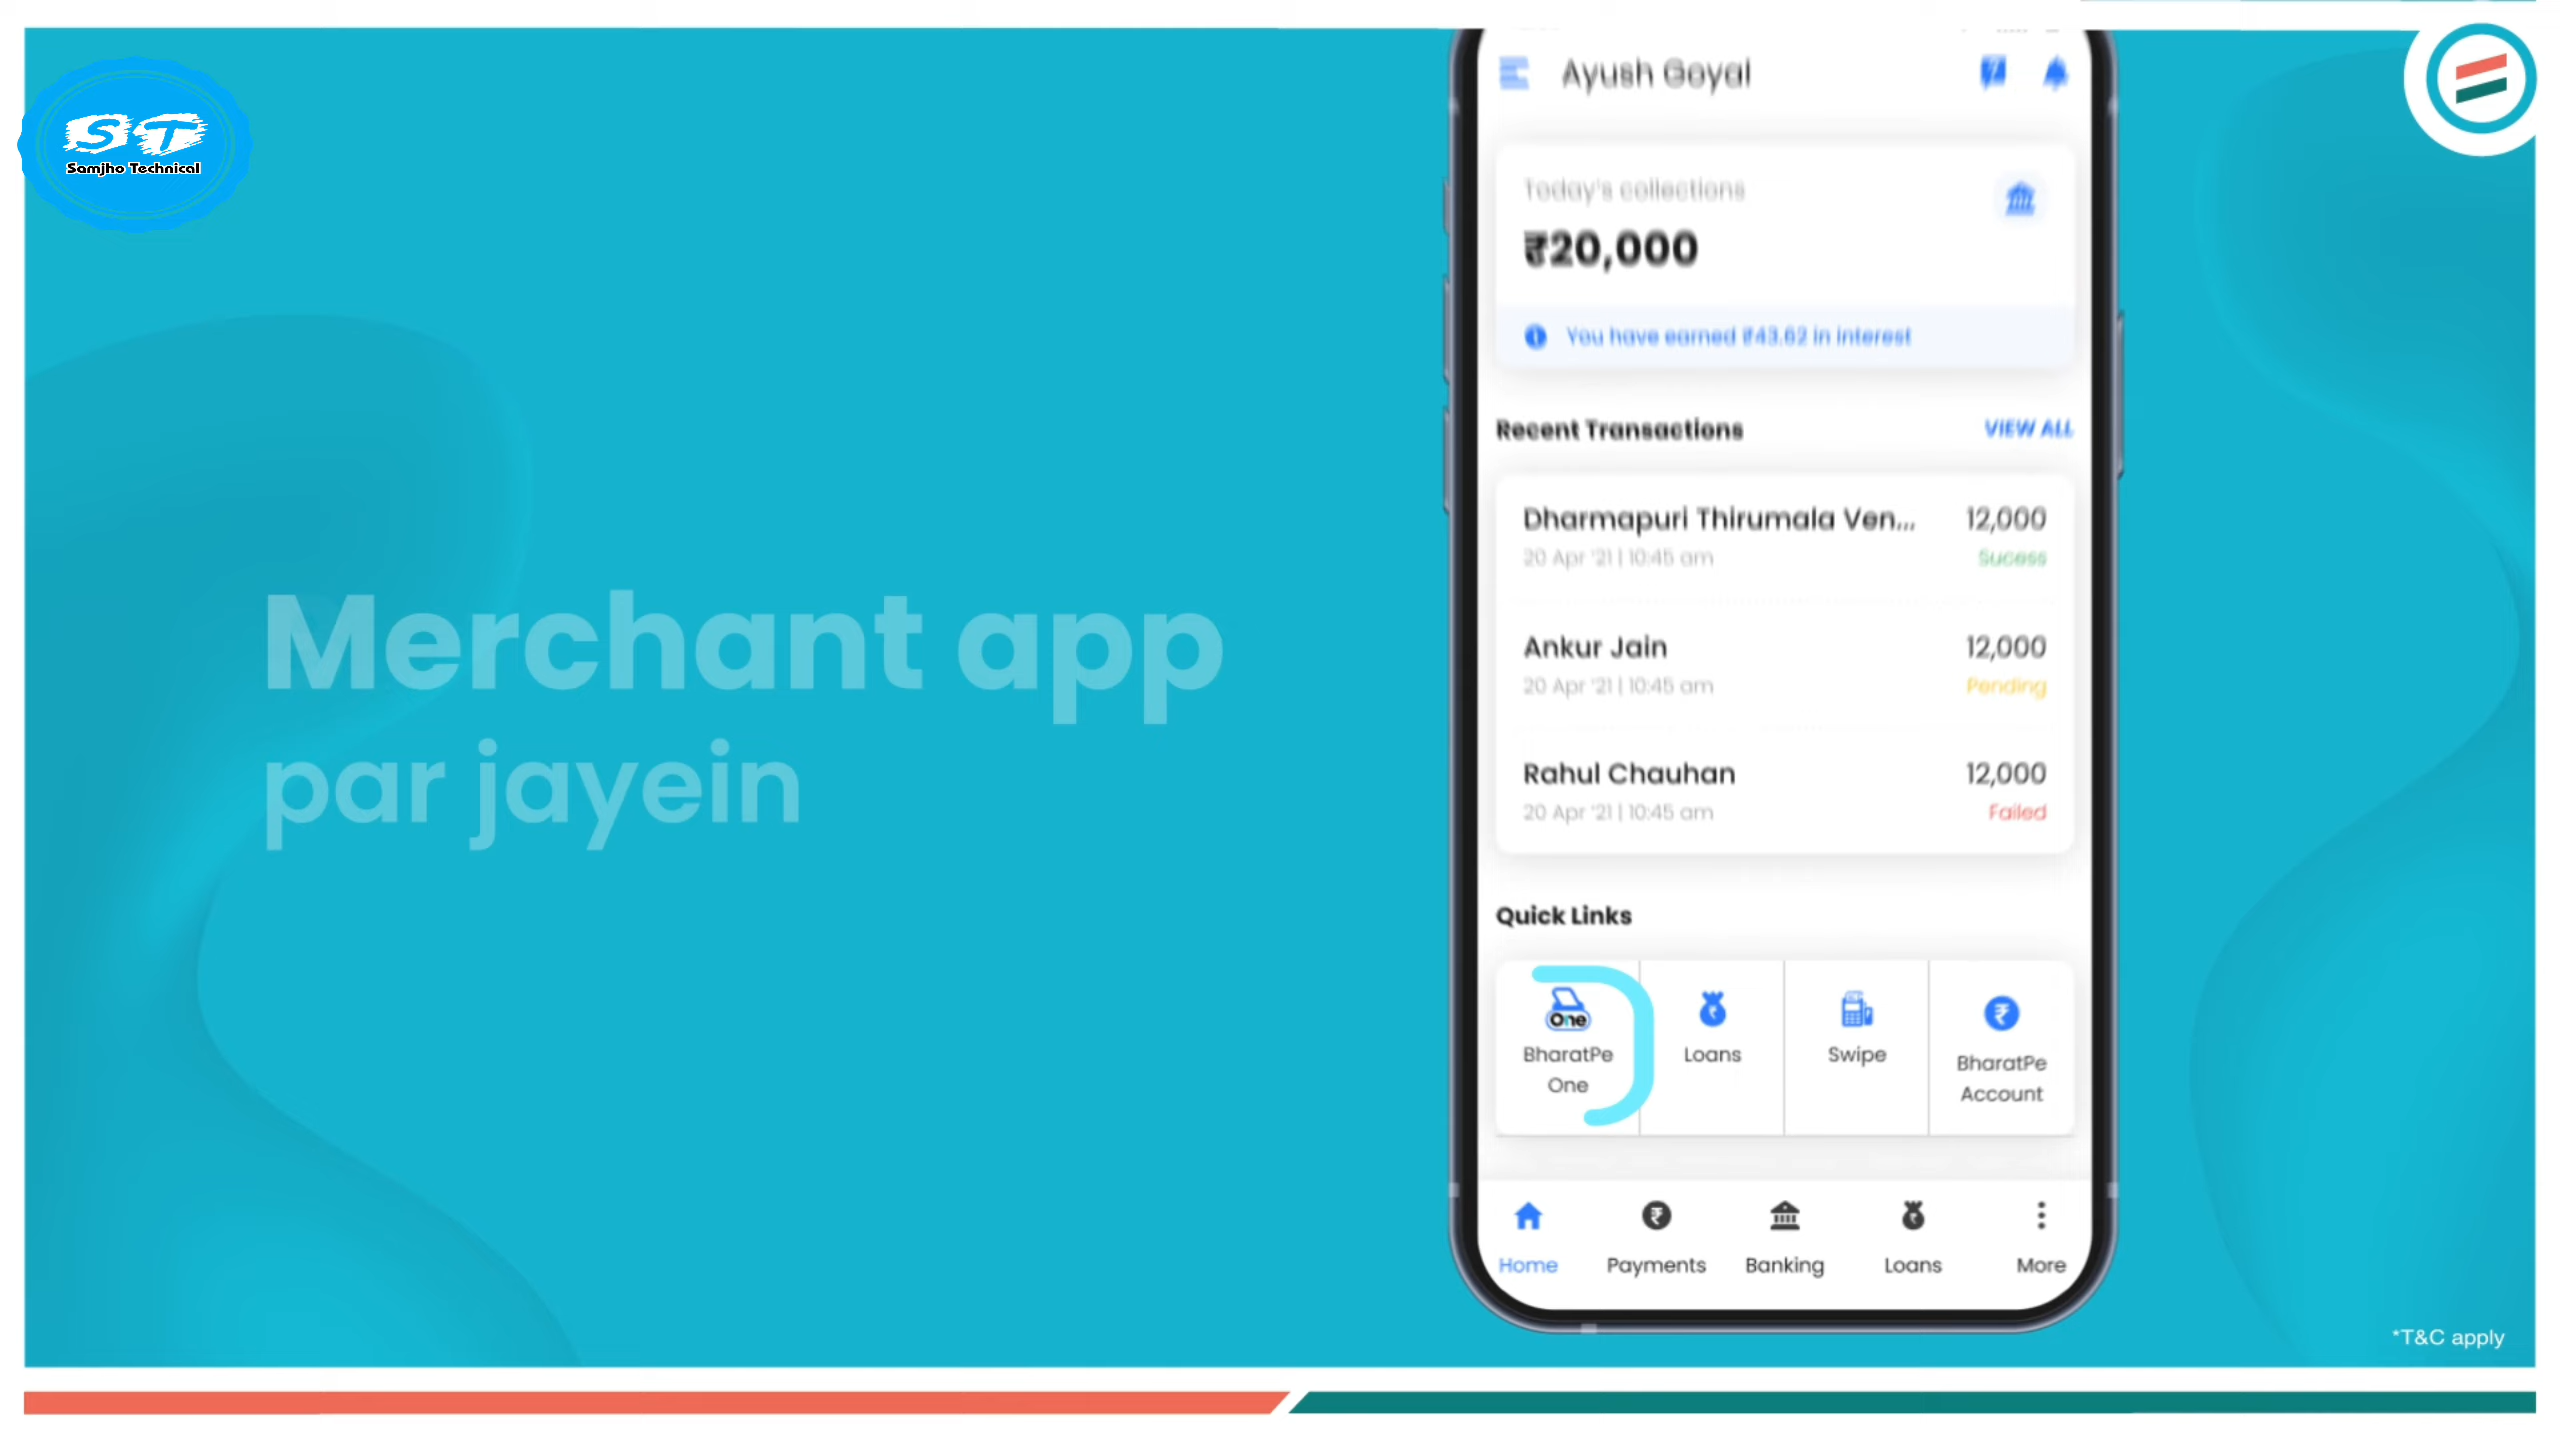 ST
Samjho Technical
Merchant app
par jayein
Ayush Goyal
Today's collections
₹20,000
You have earned ₹43.62 in interest
Recent Transactions
VIEW ALL
Dharmapuri Thirumala Ven... 12,000
20 Apr '21 | 10:45 am Sucess
Ankur Jain 12,000
20 Apr '21 | 10:45 am Pending
Rahul Chauhan 12,000
20 Apr '21 | 10:45 am Failed
Quick Links
One
BharatPe
One
Loans
Swipe
BharatPe
Account
Home Payments Banking Loans More
*T&C apply